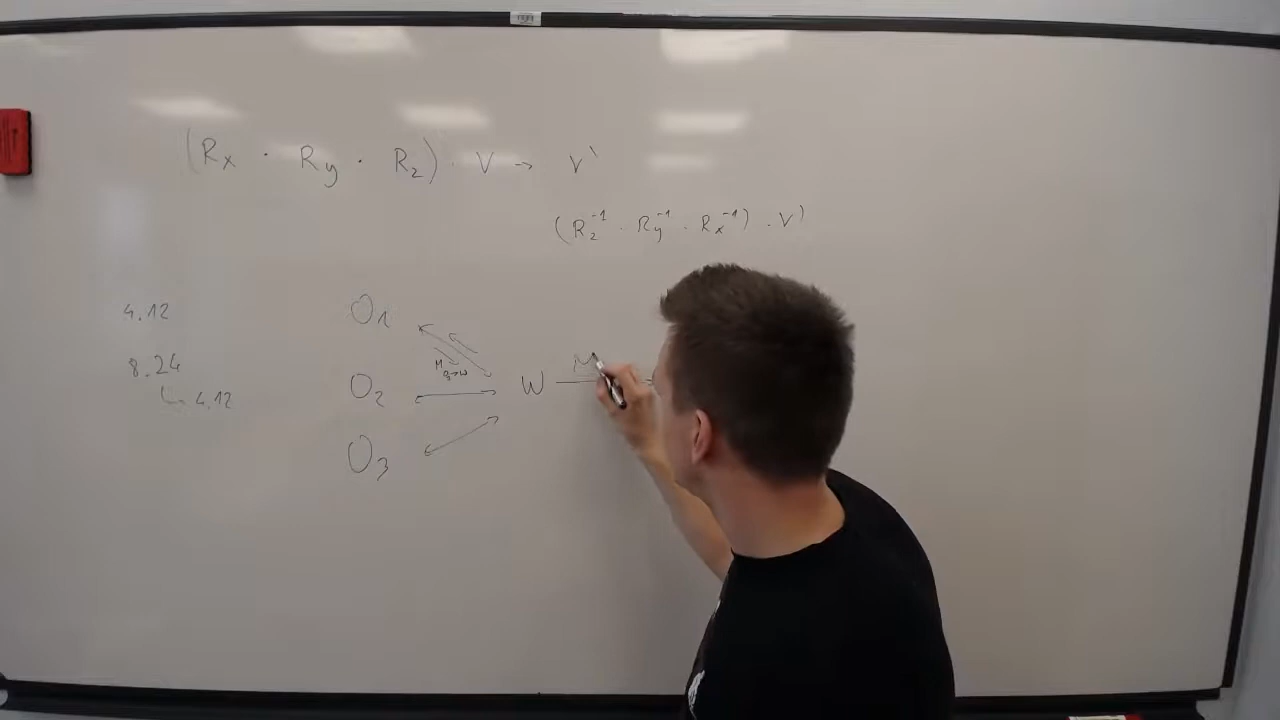 (Rx · Ry · Rz) · V → V`
(Rz⁻¹ · Ry⁻¹ · Rx⁻¹) · V)
4.12
8.24
↳ 4.12
O1
O2
O3
W
M